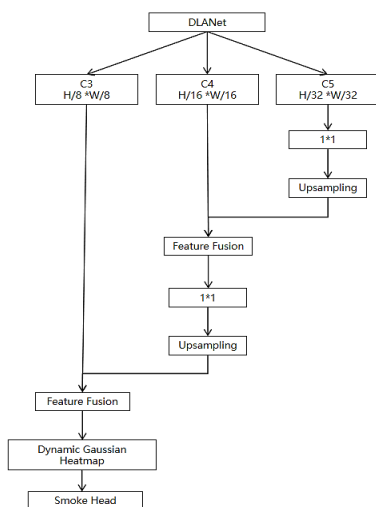 DLANet
C3
H/8 *W/8
C4
H/16 *W/16
C5
H/32 *W/32
1*1
Upsampling
Feature Fusion
1*1
Upsampling
Feature Fusion
Dynamic Gaussian
Heatmap
Smoke Head